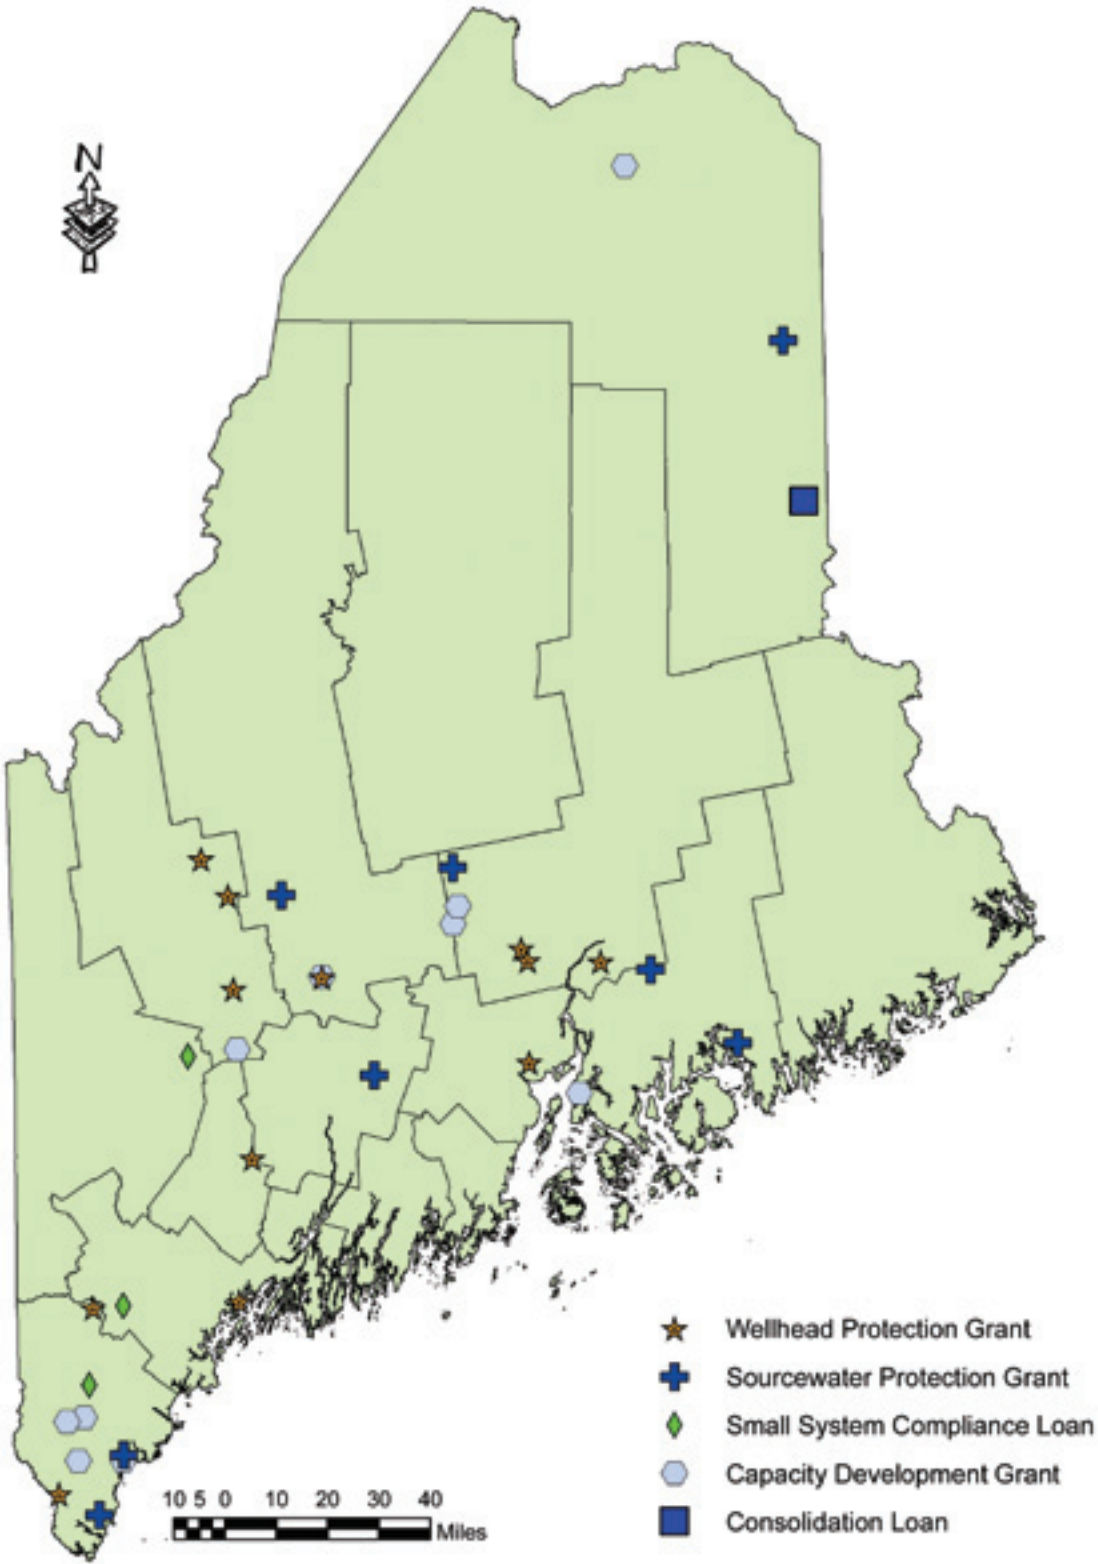 N
Wellhead Protection Grant
Sourcewater Protection Grant
Small System Compliance Loan
Capacity Development Grant
Consolidation Loan
10 5 0 10 20 30 40
Miles